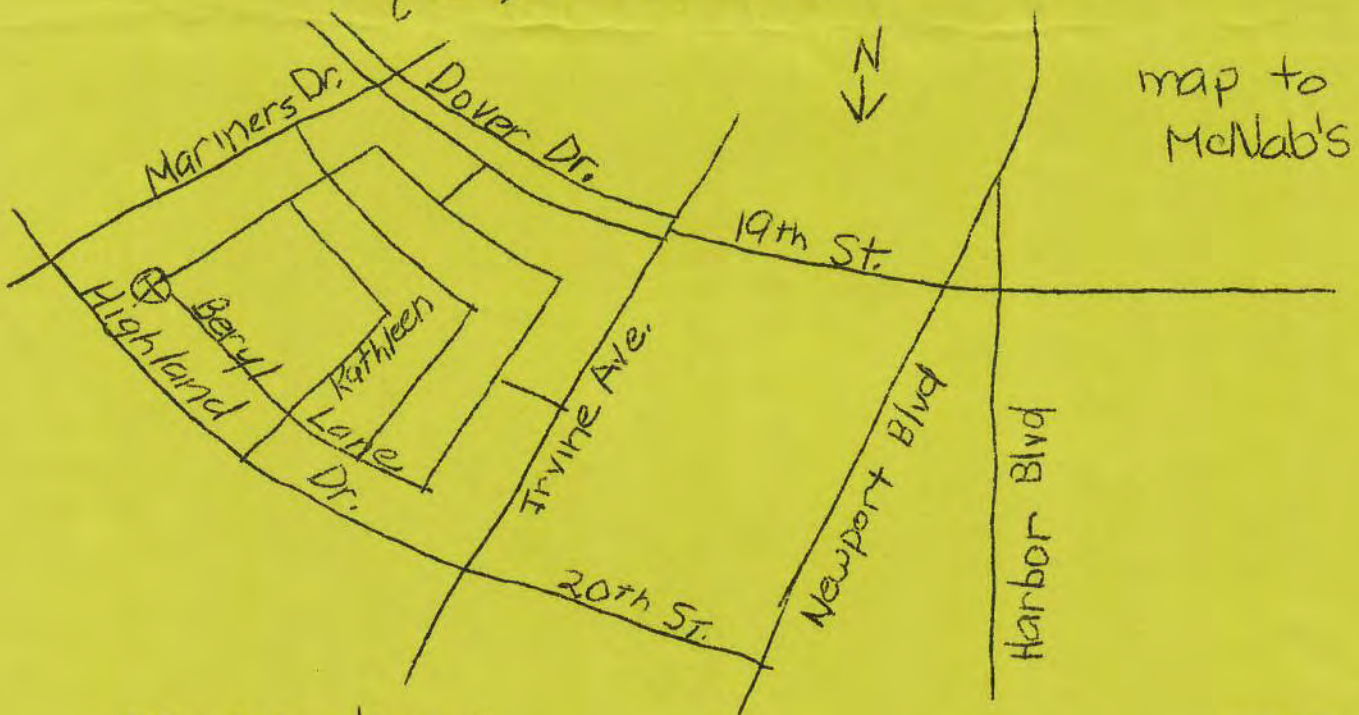 N
map to
McNab's
Dover Dr.
Mariners Dr.
19th St.
Highland
Dr.
Beryl
Lane
Kathleen
Irvine Ave.
Newport Blvd
Harbor Blvd
20th ST.